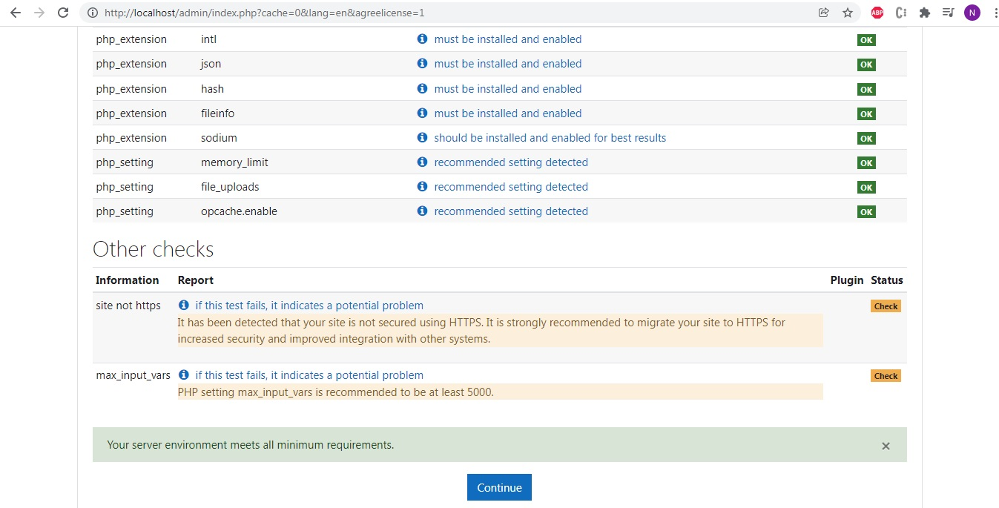 http://localhost/admin/index.php?cache=0&lang=en&agreelicense=1
ABP
N
php_extension intl must be installed and enabled OK
php_extension json must be installed and enabled OK
php_extension hash must be installed and enabled OK
php_extension fileinfo must be installed and enabled OK
php_extension sodium should be installed and enabled for best results OK
php_setting memory_limit recommended setting detected OK
php_setting file_uploads recommended setting detected OK
php_setting opcache.enable recommended setting detected OK
Other checks
Information Report Plugin Status
site not https if this test fails, it indicates a potential problem Check
It has been detected that your site is not secured using HTTPS. It is strongly recommended to migrate your site to HTTPS for
increased security and improved integration with other systems.
max_input_vars if this test fails, it indicates a potential problem Check
PHP setting max_input_vars is recommended to be at least 5000.
Your server environment meets all minimum requirements. ×
Continue